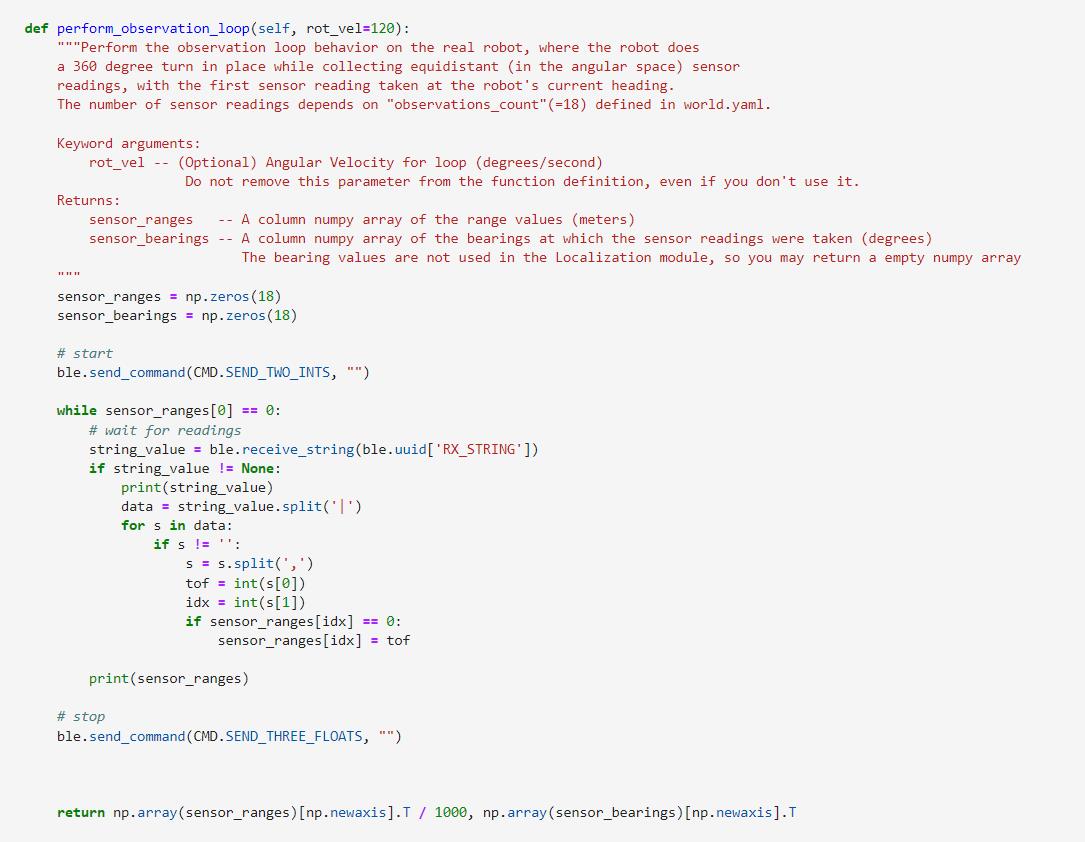 def perform_observation_loop(self, rot_vel=120):
    """Perform the observation loop behavior on the real robot, where the robot does
    a 360 degree turn in place while collecting equidistant (in the angular space) sensor
    readings, with the first sensor reading taken at the robot's current heading.
    The number of sensor readings depends on "observations_count"(=18) defined in world.yaml.

    Keyword arguments:
        rot_vel -- (Optional) Angular Velocity for loop (degrees/second)
                    Do not remove this parameter from the function definition, even if you don't use it.
    Returns:
        sensor_ranges   -- A column numpy array of the range values (meters)
        sensor_bearings -- A column numpy array of the bearings at which the sensor readings were taken (degrees)
                           The bearing values are not used in the Localization module, so you may return a empty numpy array
    """
    sensor_ranges = np.zeros(18)
    sensor_bearings = np.zeros(18)

    # start
    ble.send_command(CMD.SEND_TWO_INTS, "")

    while sensor_ranges[0] == 0:
        # wait for readings
        string_value = ble.receive_string(ble.uuid['RX_STRING'])
        if string_value != None:
            print(string_value)
            data = string_value.split('|')
            for s in data:
                if s != '':
                    s = s.split(',')
                    tof = int(s[0])
                    idx = int(s[1])
                    if sensor_ranges[idx] == 0:
                        sensor_ranges[idx] = tof

        print(sensor_ranges)

    # stop
    ble.send_command(CMD.SEND_THREE_FLOATS, "")

    return np.array(sensor_ranges)[np.newaxis].T / 1000, np.array(sensor_bearings)[np.newaxis].T